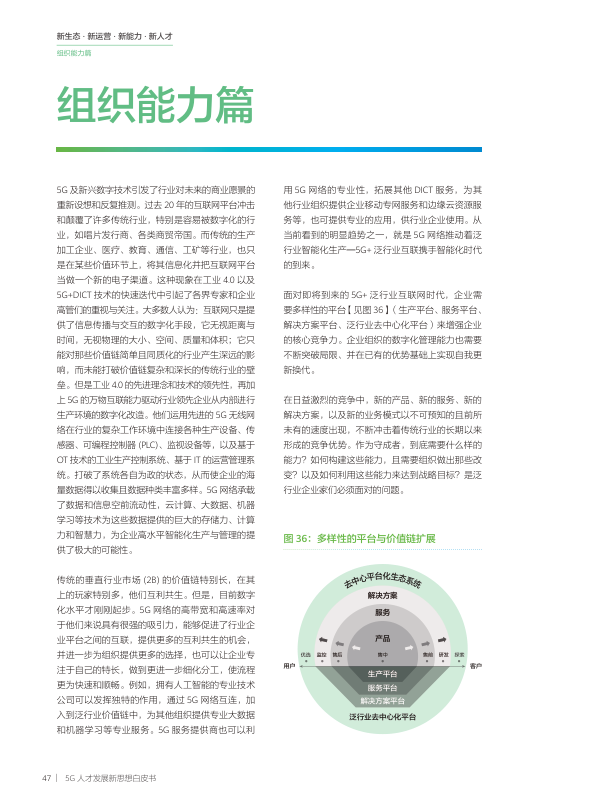 新生态 · 新运营 · 新能力 · 新人才
组织能力篇
组织能力篇
5G 及新兴数字技术引发了行业对未来的商业愿景的
重新设想和反复推测。过去 20 年的互联网平台冲击
和颠覆了许多传统行业，特别是容易被数字化的行
业，如唱片发行商、各类商贸帝国。而传统的生产
加工企业、医疗、教育、通信、工矿等行业，也只
是在某些价值环节上，将其信息化并把互联网平台
当做一个新的电子渠道。这种现象在工业 4.0 以及
5G+DICT 技术的快速迭代中引起了各界专家和企业
高管们的重视与关注。大多数人认为：互联网只是提
供了信息传播与交互的数字化手段，它无视距离与
时间，无视物理的大小、空间、质量和体积；它只
能对那些价值链简单且同质化的行业产生深远的影
响，而未能打破价值链复杂和深长的传统行业的壁
垒。但是工业 4.0 的先进理念和技术的领先性，再加
上 5G 的万物互联能力驱动行业领先企业从内部进行
生产环境的数字化改造。他们运用先进的 5G 无线网
络在行业的复杂工作环境中连接各种生产设备、传
感器、可编程控制器 (PLC)、监视设备等，以及基于
OT 技术的工业生产控制系统、基于 IT 的运营管理系
统。打破了系统各自为政的状态，从而使企业的海
量数据得以收集且数据种类丰富多样。5G 网络承载
了数据和信息空前流动性，云计算、大数据、机器
学习等技术为这些数据提供的巨大的存储力、计算
力和智慧力，为企业高水平智能化生产与管理的提
供了极大的可能性。
传统的垂直行业市场 (2B) 的价值链特别长，在其
上的玩家特别多，他们互利共生。但是，目前数字
化水平才刚刚起步。5G 网络的高带宽和高速率对
于他们来说具有很强的吸引力，能够促进了行业企
业平台之间的互联，提供更多的互利共生的机会，
并进一步为组织提供更多的选择，也可以让企业专
注于自己的特长，做到更进一步细化分工，使流程
更为快速和顺畅。例如，拥有人工智能的专业技术
公司可以发挥独特的作用，通过 5G 网络互连，加
入到泛行业价值链中，为其他组织提供专业大数据
和机器学习等专业服务。5G 服务提供商也可以利
用 5G 网络的专业性，拓展其他 DICT 服务，为其
他行业组织提供企业移动专网服务和边缘云资源服
务等，也可提供专业的应用，供行业企业使用。从
当前看到的明显趋势之一，就是 5G 网络推动着泛
行业智能化生产—5G+ 泛行业互联携手智能化时代
的到来。
面对即将到来的 5G+ 泛行业互联网时代，企业需
要多样性的平台【见图 36】（生产平台、服务平台、
解决方案平台、泛行业去中心化平台）来增强企业
的核心竞争力。企业组织的数字化管理能力也需要
不断突破局限、并在已有的优势基础上实现自我更
新换代。
在日益激烈的竞争中，新的产品、新的服务、新的
解决方案，以及新的业务模式以不可预知的且前所
未有的速度出现，不断冲击着传统行业的长期以来
形成的竞争优势。作为守成者，到底需要什么样的
能力？如何构建这些能力，且需要组织做出那些改
变？以及如何利用这些能力来达到战略目标？是泛
行业企业家们必须面对的问题。
图 36：多样性的平台与价值链扩展
去中心平台化生态系统
解决方案
服务
产品
优选 监控 售后 售中 售前 研发 探索
用户 客户
生产平台
服务平台
解决方案平台
泛行业去中心化平台
47 | 5G 人才发展新思想白皮书